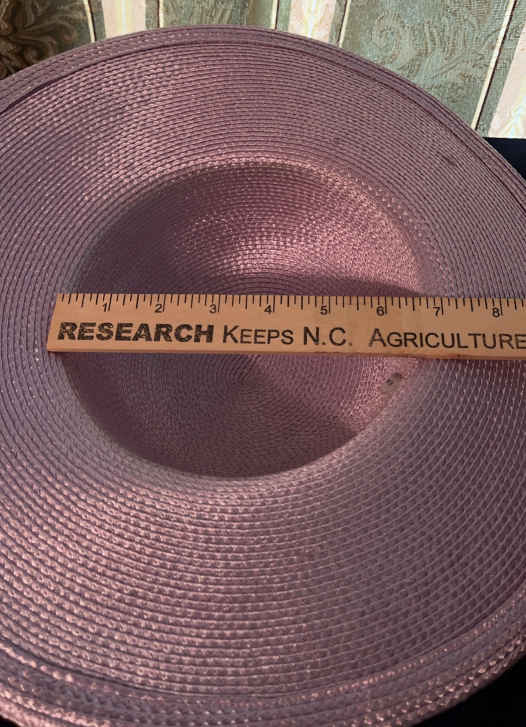 1 2 3 4 5 6 7 8
RESEARCH KEEPS N.C. AGRICULTURE